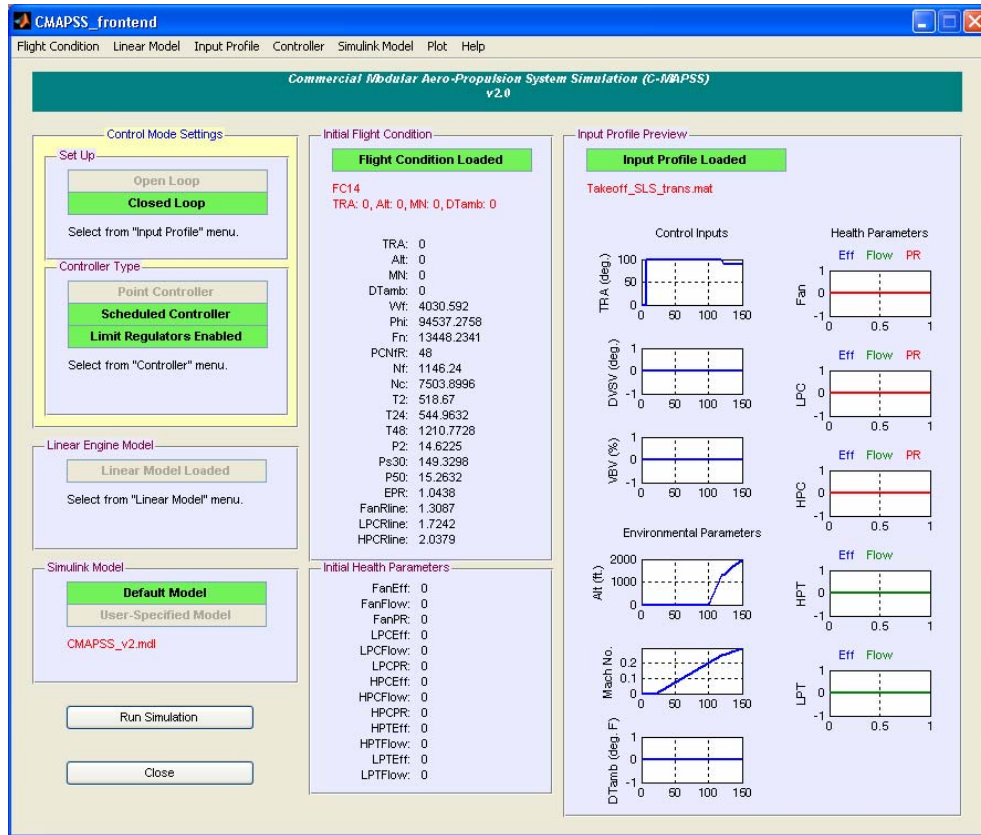 CMAPSS_frontend
Flight Condition Linear Model Input Profile Controller Simulink Model Plot Help
Commercial Modular Aero-Propulsion System Simulation (C-MAPSS)
v2.0
Control Mode Settings
Set Up
Open Loop
Closed Loop
Select from "Input Profile" menu.
Controller Type
Point Controller
Scheduled Controller
Limit Regulators Enabled
Select from "Controller" menu.
Linear Engine Model
Linear Model Loaded
Select from "Linear Model" menu.
Simulink Model
Default Model
User-Specified Model
CMAPSS_v2.mdl
Run Simulation
Close
Initial Flight Condition
Flight Condition Loaded
FC14
TRA: 0, Alt: 0, MN: 0, DTamb: 0
TRA: 0
Alt: 0
MN: 0
DTamb: 0
Wf: 4030.592
Phi: 94537.2758
Fn: 13448.2341
PCNfR: 48
Nf: 1146.24
Nc: 7503.8996
T2: 518.67
T24: 544.9632
T48: 1210.7728
P2: 14.6225
Ps30: 149.3298
P50: 15.2632
EPR: 1.0438
FanRline: 1.3087
LPCRline: 1.7242
HPCRline: 2.0379
Initial Health Parameters
FanEff: 0
FanFlow: 0
FanPR: 0
LPCEff: 0
LPCFlow: 0
LPCPR: 0
HPCEff: 0
HPCFlow: 0
HPCPR: 0
HPTEff: 0
HPTFlow: 0
LPTEff: 0
LPTFlow: 0
Input Profile Preview
Input Profile Loaded
Takeoff_SLS_trans.mat
Control Inputs
TRA (deg.)
100
50
0
0 50 100 150
DVSV (deg.)
1
0
-1
0 50 100 150
VBV (%)
1
0
-1
0 50 100 150
Environmental Parameters
Alt (ft.)
2000
1000
0
0 50 100 150
Mach No.
0.2
0.1
0
0 50 100 150
DTamb (deg. F)
1
0
-1
0 50 100 150
Health Parameters
Eff Flow PR
Fan
1
0
-1
0 0.5 1
Eff Flow PR
LPC
1
0
-1
0 0.5 1
Eff Flow PR
HPC
1
0
-1
0 0.5 1
Eff Flow
HPT
1
0
-1
0 0.5 1
Eff Flow
LPT
1
0
-1
0 0.5 1